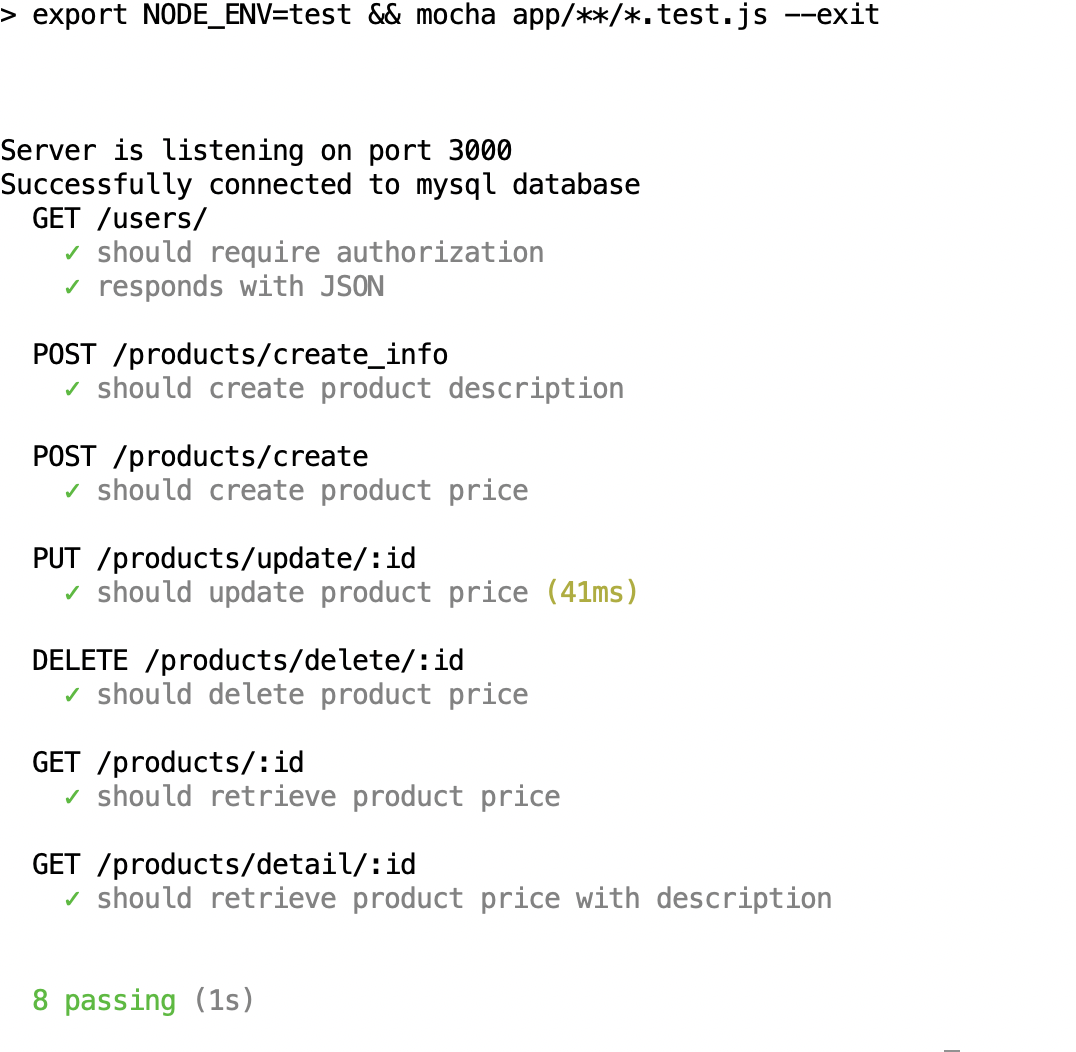 > export NODE_ENV=test && mocha app/**/*.test.js --exit
Server is listening on port 3000
Successfully connected to mysql database
GET /users/
✓ should require authorization
✓ responds with JSON
POST /products/create_info
✓ should create product description
POST /products/create
✓ should create product price
PUT /products/update/:id
✓ should update product price (41ms)
DELETE /products/delete/:id
✓ should delete product price
GET /products/:id
✓ should retrieve product price
GET /products/detail/:id
✓ should retrieve product price with description
8 passing (1s)